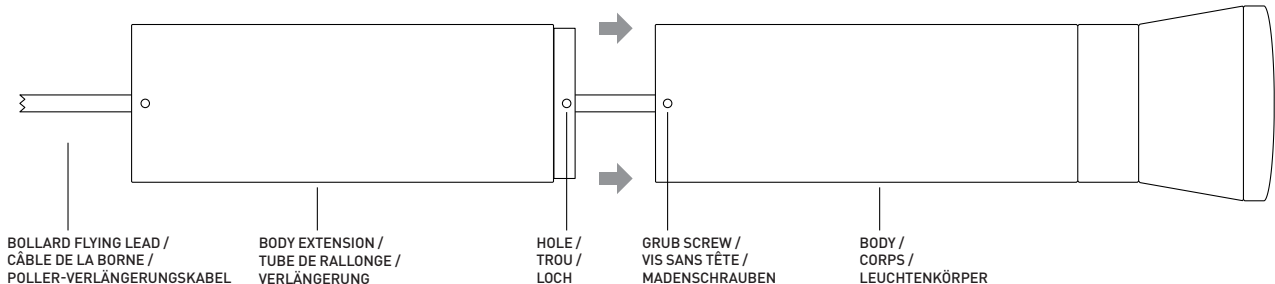 BOLLARD FLYING LEAD /
CÂBLE DE LA BORNE /
POLLER-VERLÄNGERUNGSKABEL
BODY EXTENSION /
TUBE DE RALLONGE /
VERLÄNGERUNG
HOLE /
TROU /
LOCH
GRUB SCREW /
VIS SANS TÊTE /
MADENSCHRAUBEN
BODY /
CORPS /
LEUCHTENKÖRPER